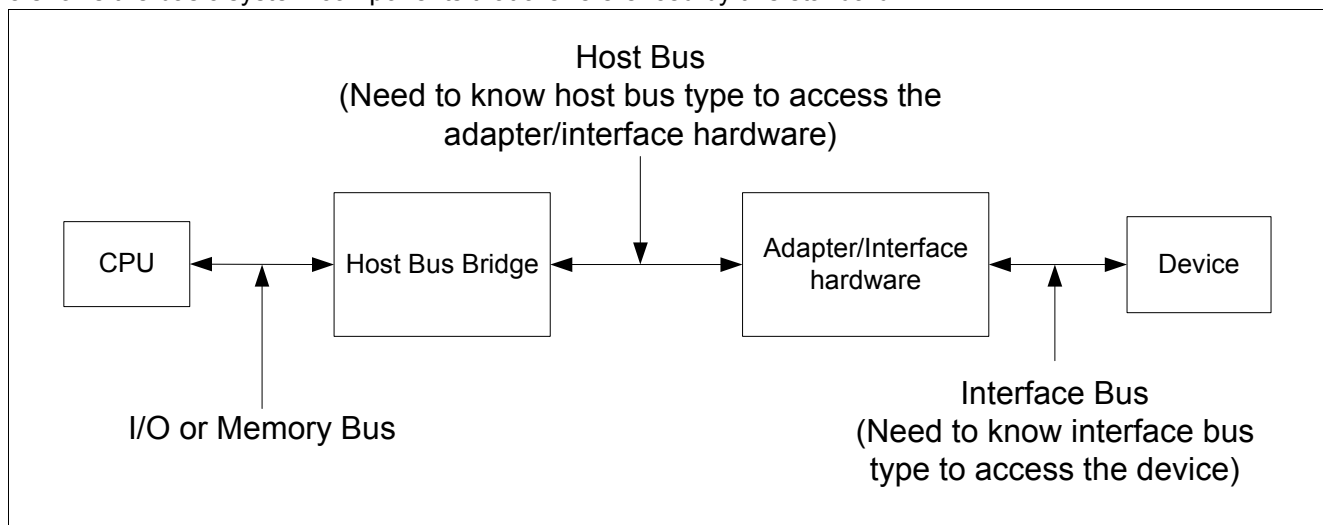 Host Bus
(Need to know host bus type to access the
adapter/interface hardware)
CPU
Host Bus Bridge
Adapter/Interface
hardware
Device
I/O or Memory Bus
Interface Bus
(Need to know interface bus
type to access the device)